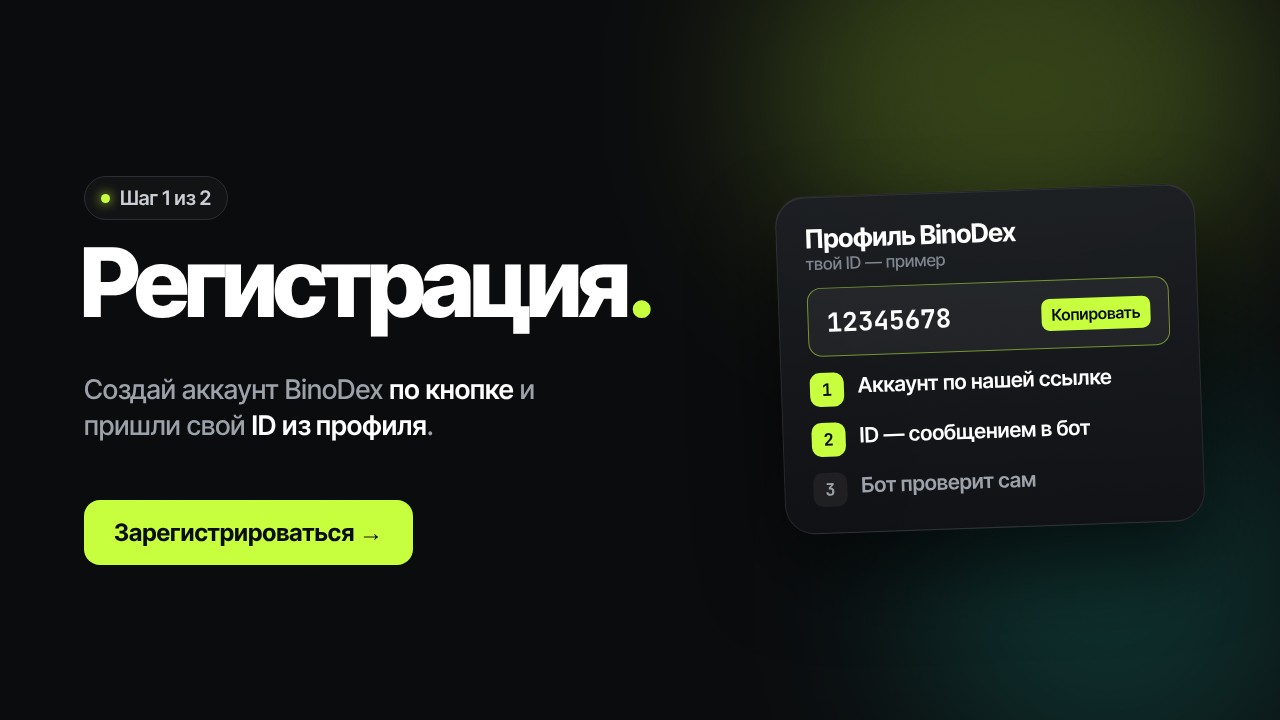 Шаг 1 из 2
Регистрация.
Создай аккаунт BinoDex по кнопке и
пришли свой ID из профиля.
Зарегистрироваться →
Профиль BinoDex
твой ID — пример
12345678
Копировать
1 Аккаунт по нашей ссылке
2 ID — сообщением в бот
3 Бот проверит сам